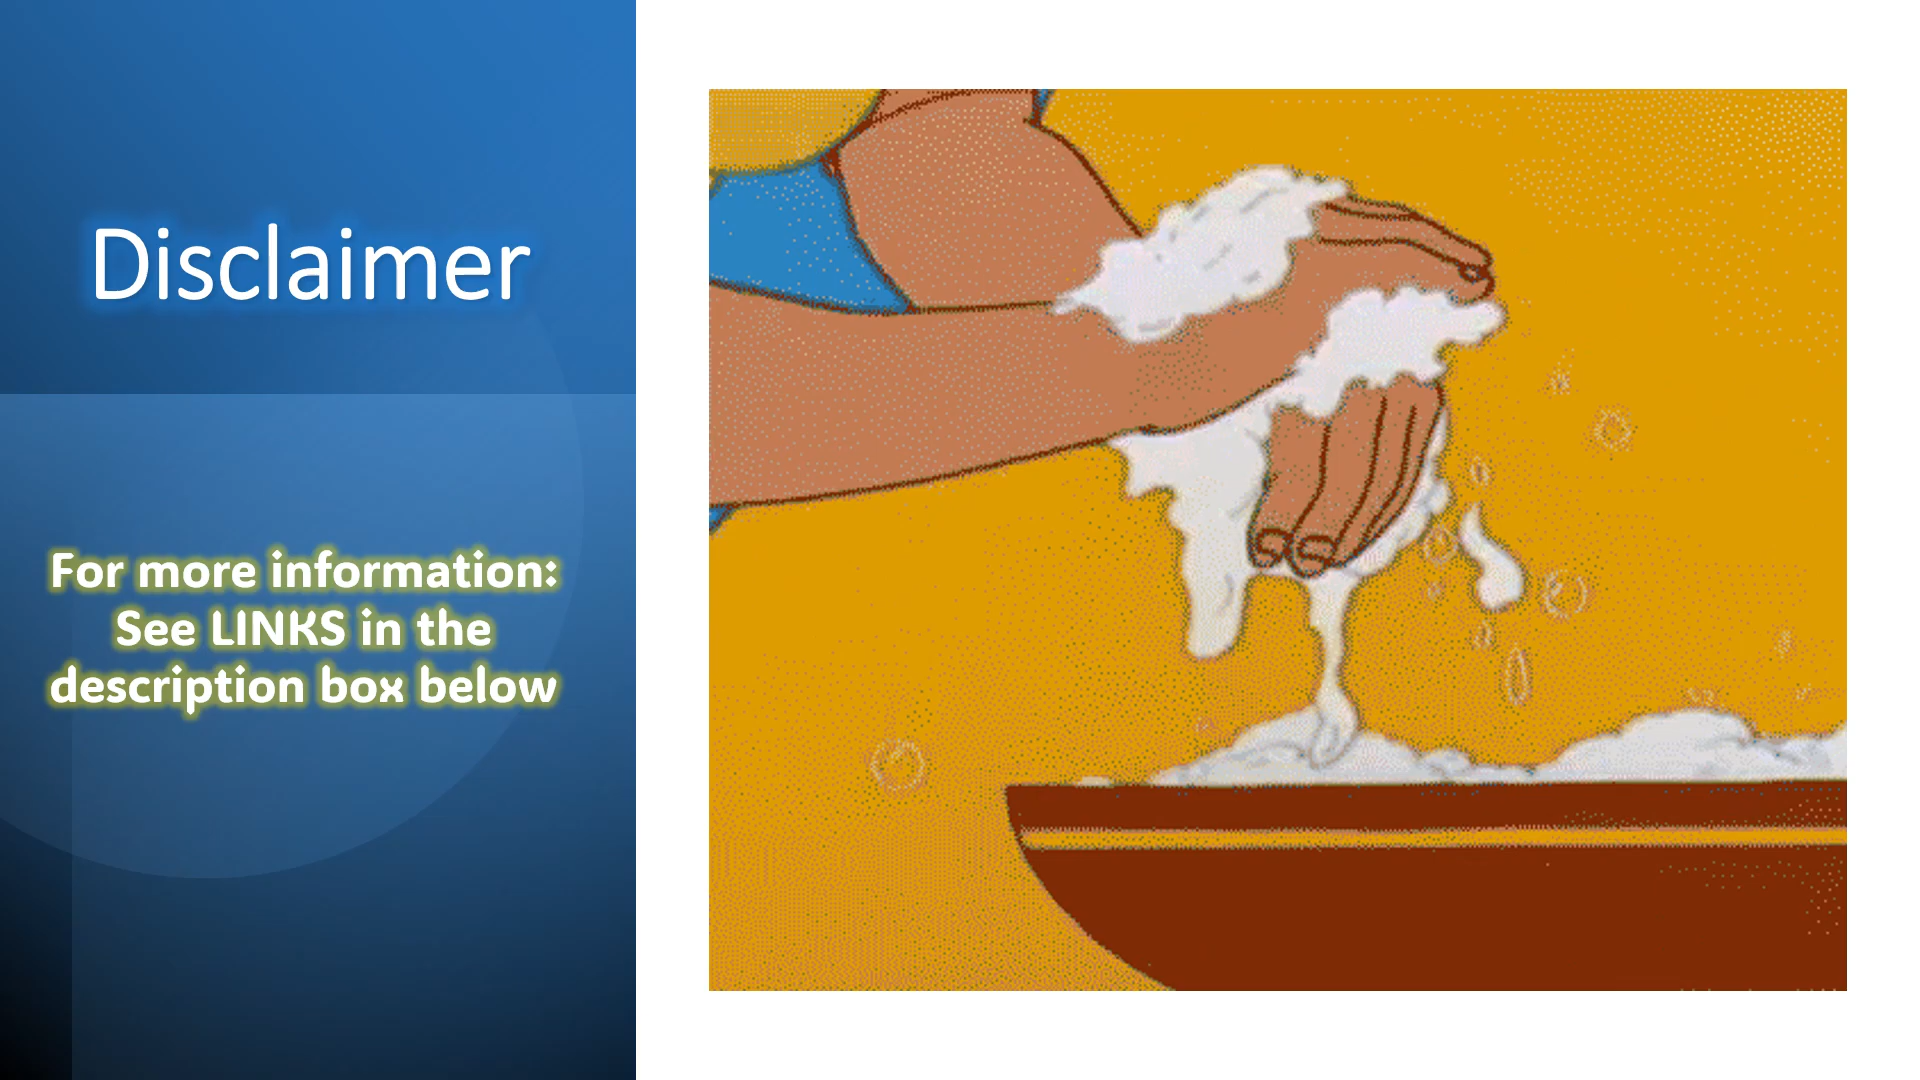 Disclaimer
For more information:
See LINKS in the
description box below